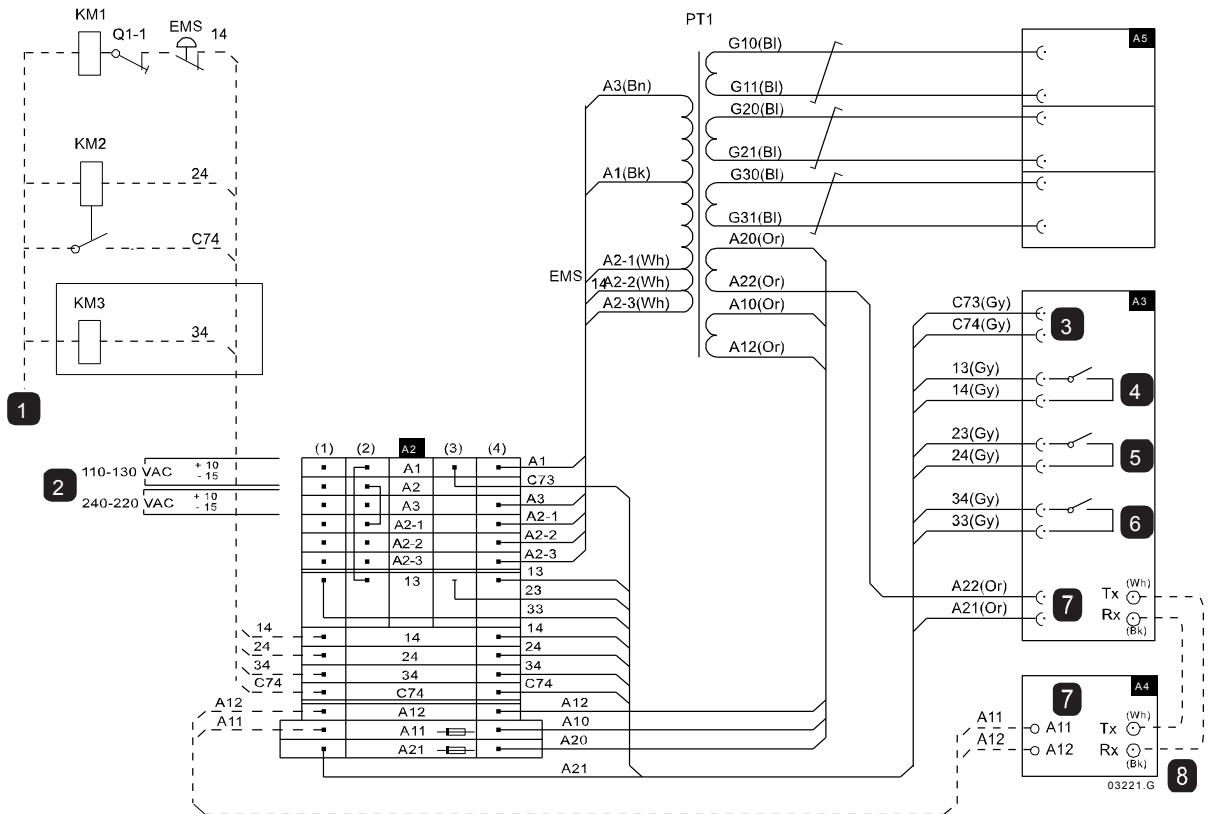 KM1
Q1-1
EMS
14
KM2
24
C74
KM3
34
1
PT1
A3(Bn)
A1(Bk)
A2-1(Wh)
EMS
14
A2-2(Wh)
A2-3(Wh)
G10(Bl)
G11(Bl)
G20(Bl)
G21(Bl)
G30(Bl)
G31(Bl)
A20(Or)
A22(Or)
A10(Or)
A12(Or)
A5
A3
C73(Gy)
C74(Gy)
3
13(Gy)
14(Gy)
4
23(Gy)
24(Gy)
5
34(Gy)
33(Gy)
6
A22(Or)
A21(Or)
7
Tx (Wh)
Rx
(Bk)
2
110-130 VAC + 10 - 15
240-220 VAC + 10 - 15
(1) (2) A2 (3) (4)
A1 A1
C73
A2
A3 A3
A2-1 A2-1
A2-2 A2-2
A2-3 A2-3
13 13
23
33
14 14 14
24 24 24
34 34 34
C74 C74 C74
A12 A12 A12
A11 A11 A10
A21 A20
A21
7
A4
A11 A11 Tx (Wh)
A12 A12 Rx
(Bk)
8
03221.G